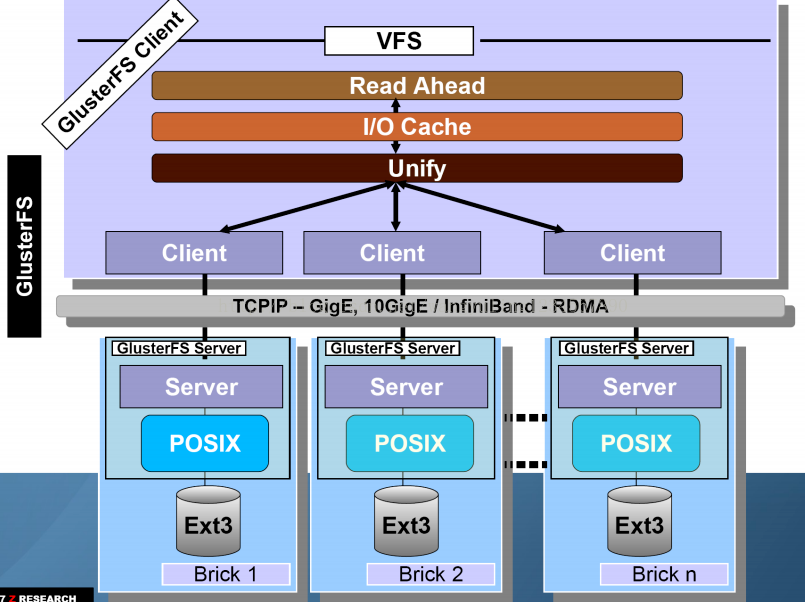 GlusterFS Client
VFS
Read Ahead
I/O Cache
Unify
GlusterFS
Client
Client
Client
TCPIP – GigE, 10GigE / InfiniBand - RDMA
GlusterFS Server
GlusterFS Server
GlusterFS Server
Server
Server
Server
POSIX
POSIX
POSIX
Ext3
Ext3
Ext3
Brick 1
Brick 2
Brick n
7 Z RESEARCH